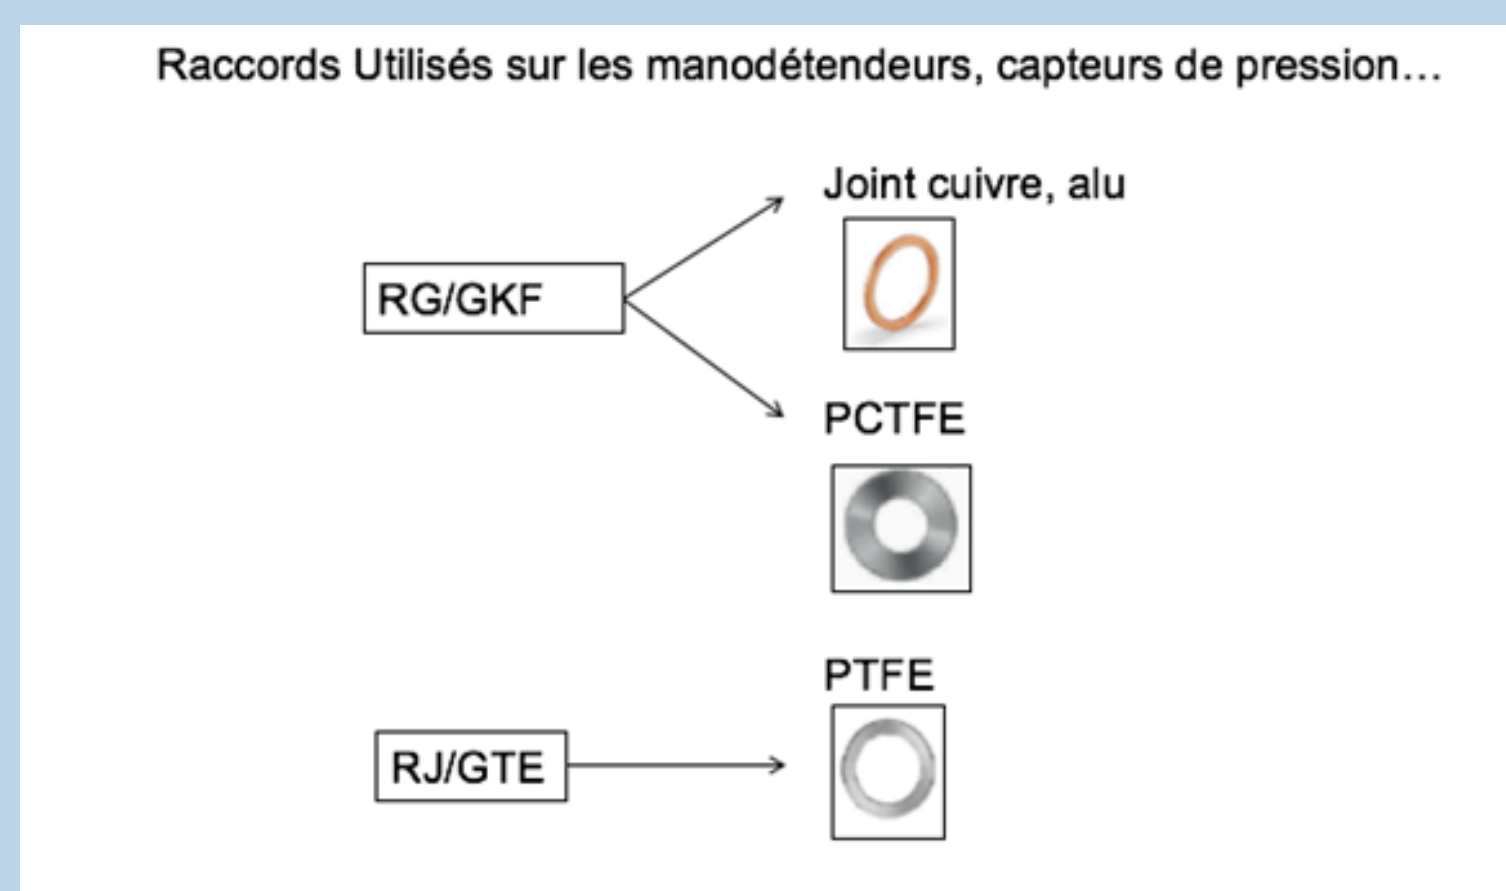 Raccords Utilisés sur les manodétendeurs, capteurs de pression…
Joint cuivre, alu
RG/GKF
PCTFE
PTFE
RJ/GTE